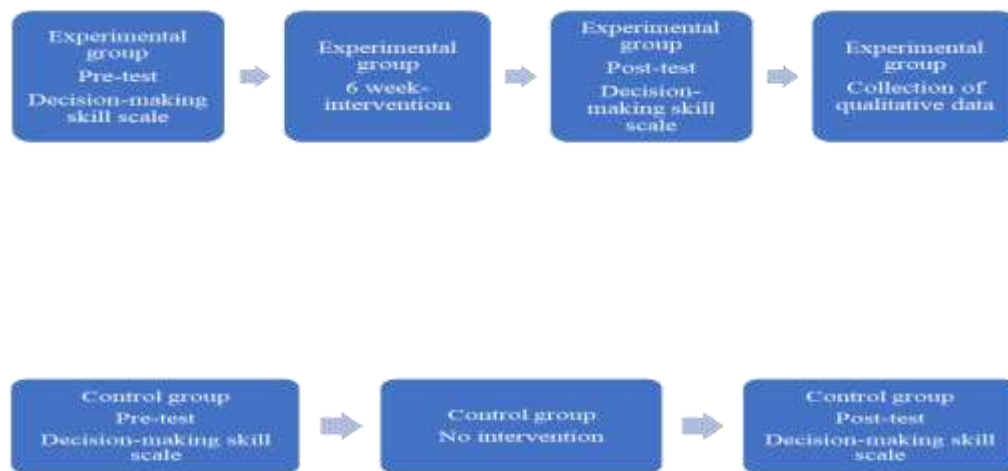 Experimental
group
Pre-test
Decision-making
skill scale
Experimental
group
6 week-
intervention
Experimental
group
Post-test
Decision-
making skill
scale
Experimental
group
Collection of
qualitative data
Control group
Pre-test
Decision-making skill
scale
Control group
No intervention
Control group
Post-test
Decision-making skill
scale